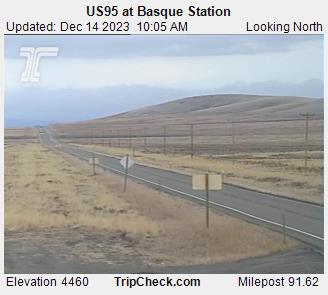 US95 at Basque Station
Updated: Dec 14 2023 10:05 AM Looking North
Elevation 4460 TripCheck.com Milepost 91.62